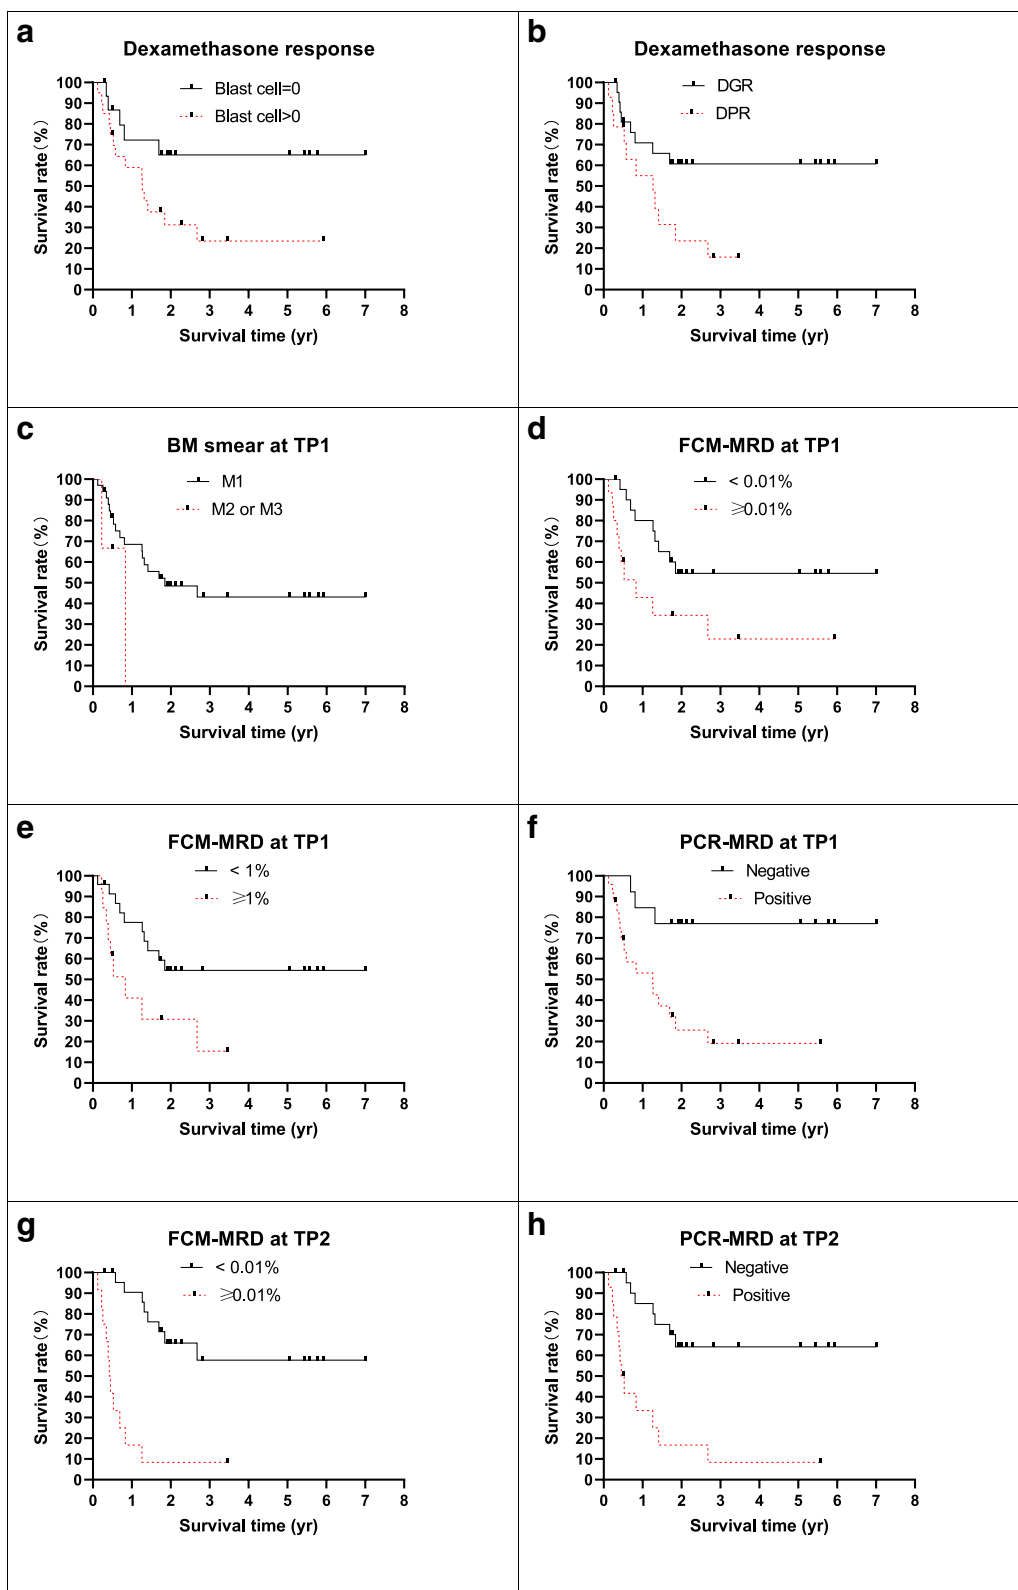 a
Dexamethasone response
Blast cell=0
Blast cell>0
Survival rate(%)
100
90
80
70
60
50
40
30
20
10
0
0 1 2 3 4 5 6 7 8
Survival time (yr)
b
Dexamethasone response
DGR
DPR
Survival rate(%)
100
90
80
70
60
50
40
30
20
10
0
0 1 2 3 4 5 6 7 8
Survival time (yr)
c
BM smear at TP1
M1
M2 or M3
Survival rate(%)
100
90
80
70
60
50
40
30
20
10
0
0 1 2 3 4 5 6 7 8
Survival time (yr)
d
FCM-MRD at TP1
< 0.01%
≥0.01%
Survival rate(%)
100
90
80
70
60
50
40
30
20
10
0
0 1 2 3 4 5 6 7 8
Survival time (yr)
e
FCM-MRD at TP1
< 1%
≥1%
Survival rate(%)
100
90
80
70
60
50
40
30
20
10
0
0 1 2 3 4 5 6 7 8
Survival time (yr)
f
PCR-MRD at TP1
Negative
Positive
Survival rate(%)
100
90
80
70
60
50
40
30
20
10
0
0 1 2 3 4 5 6 7 8
Survival time (yr)
g
FCM-MRD at TP2
< 0.01%
≥0.01%
Survival rate(%)
100
90
80
70
60
50
40
30
20
10
0
0 1 2 3 4 5 6 7 8
Survival time (yr)
h
PCR-MRD at TP2
Negative
Positive
Survival rate(%)
100
90
80
70
60
50
40
30
20
10
0
0 1 2 3 4 5 6 7 8
Survival time (yr)